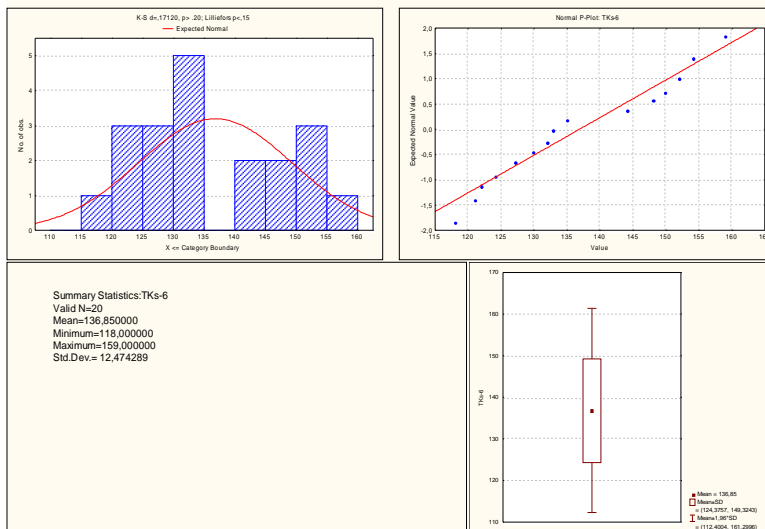 K-S d=,17120, p> .20; Lilliefors p<,15
Expected Normal
No. of obs.
5
4
3
2
1
0
110 115 120 125 130 135 140 145 150 155 160
X <= Category Boundary
Normal P-Plot: TKs-6
Expected Normal Value
2,0
1,5
1,0
0,5
0,0
-0,5
-1,0
-1,5
-2,0
115 120 125 130 135 140 145 150 155 160 165
Value
Summary Statistics:TKs-6
Valid N=20
Mean=136,850000
Minimum=118,000000
Maximum=159,000000
Std.Dev.= 12,474289
TKs-6
170
160
150
140
130
120
110
Mean = 136,85
Mean±SD
= (124,3757, 149,3243)
Mean±1,96*SD
= (112,4004, 161,2996)